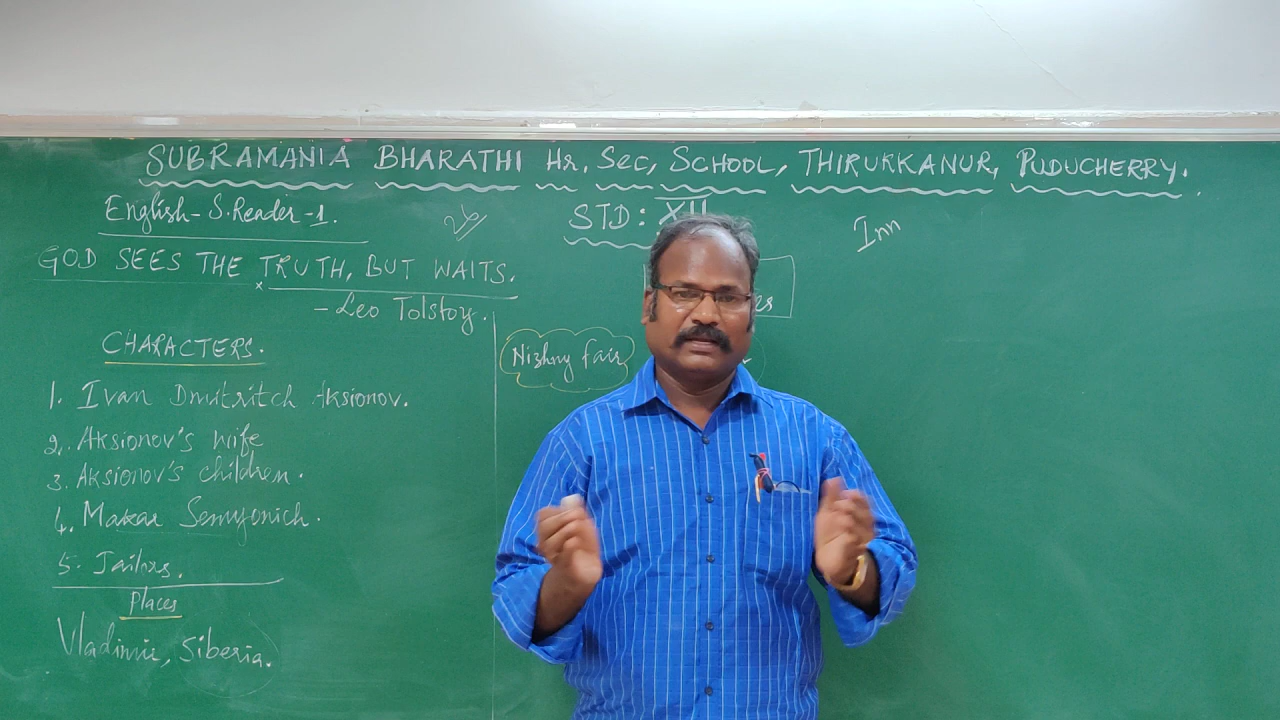 SUBRAMANIA BHARATHI Hr. Sec, SCHOOL, THIRUKKANUR, PUDUCHERRY.
English - S. Reader - 1.
STD: XII
Inn
GOD SEES THE TRUTH, BUT WAITS.
- Leo Tolstoy.
CHARACTERS.
Nizhny fair
1. Ivan Dmitritch Aksionov.
2. Aksionov's wife
3. Aksionov's children.
4. Makar Semyonich.
5. Jailors.
Places
Vladimir, Siberia.